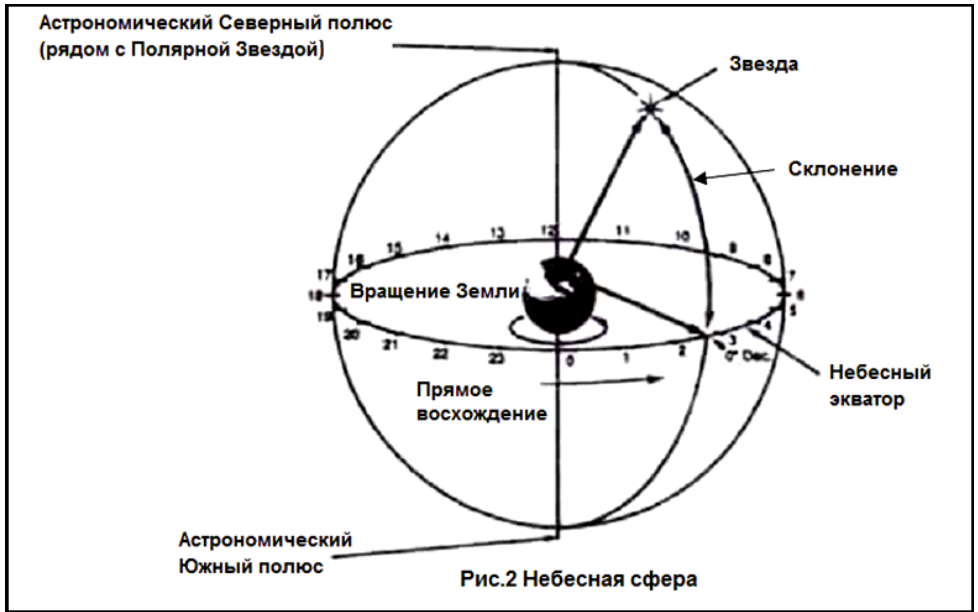 Астрономический Северный полюс
(рядом с Полярной Звездой)
Звезда
Склонение
12
13
11
14
10
15
9
16
8
17
7
18
Вращение Земли
6
19
5
20
4
21
3
22
23
0
1
2
0° Dec.
Прямое
восхождение
Небесный
экватор
Астрономический
Южный полюс
Рис.2 Небесная сфера